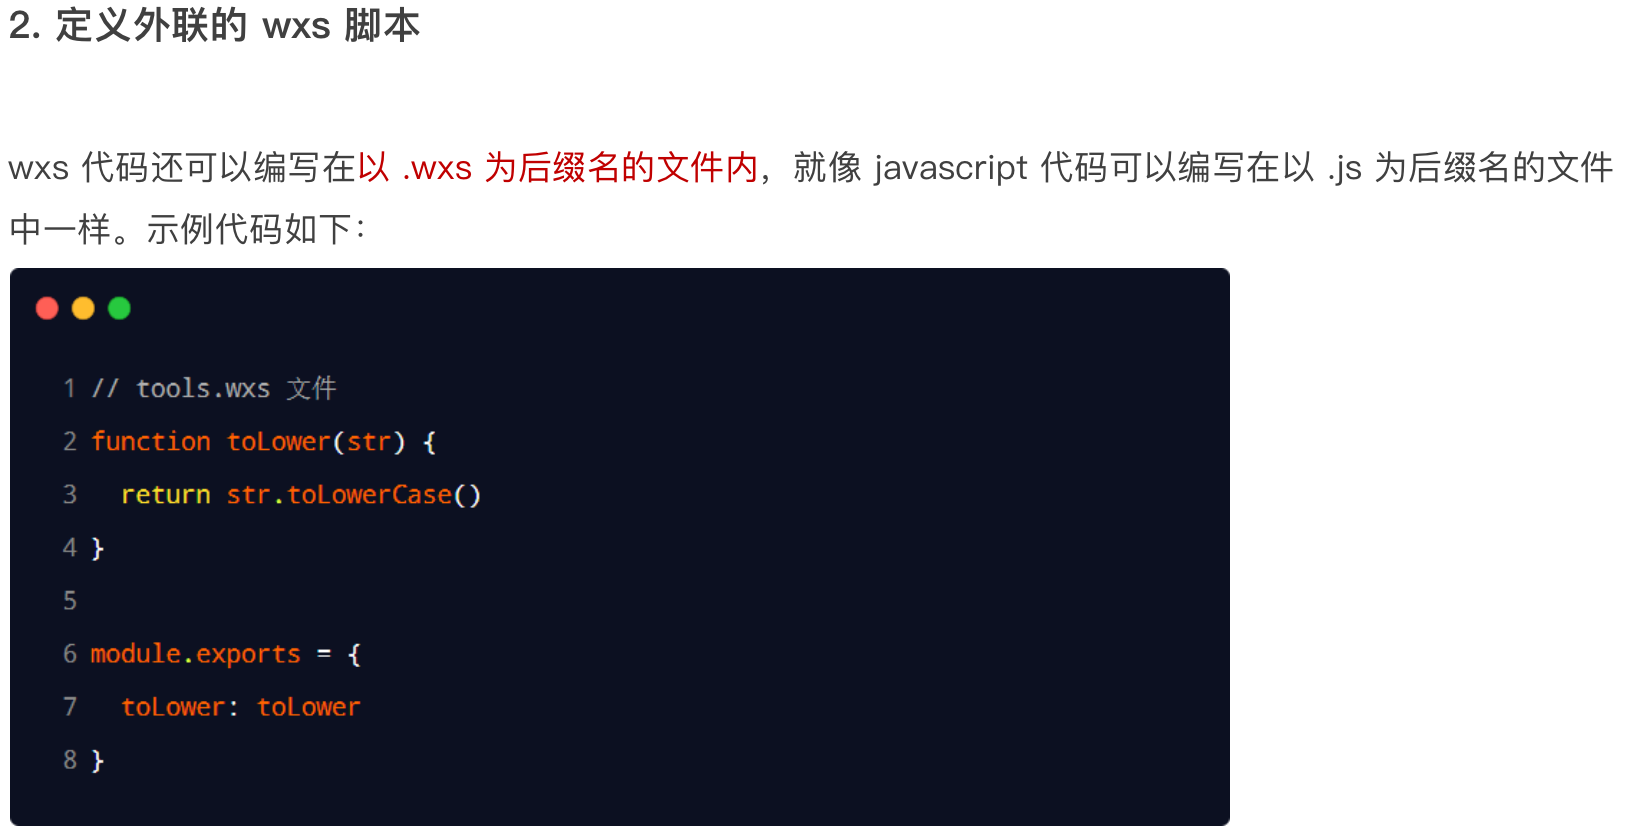 2. 定义外联的 wxs 脚本
wxs 代码还可以编写在以 .wxs 为后缀名的文件内，就像 javascript 代码可以编写在以 .js 为后缀名的文件
中一样。示例代码如下：
1 // tools.wxs 文件
2 function toLower(str) {
3   return str.toLowerCase()
4 }
5
6 module.exports = {
7   toLower: toLower
8 }